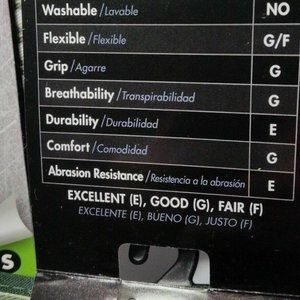 Washable/Lavable NO
Flexible/Flexible G/F
Grip/Agarre G
Breathability/Transpirabilidad G
Durability/Durabilidad E
Comfort/Comodidad G
Abrasion Resistance/Resistencia a la abrasión E
EXCELLENT (E), GOOD (G), FAIR (F)
EXCELENTE (E), BUENO (G), JUSTO (F)
S